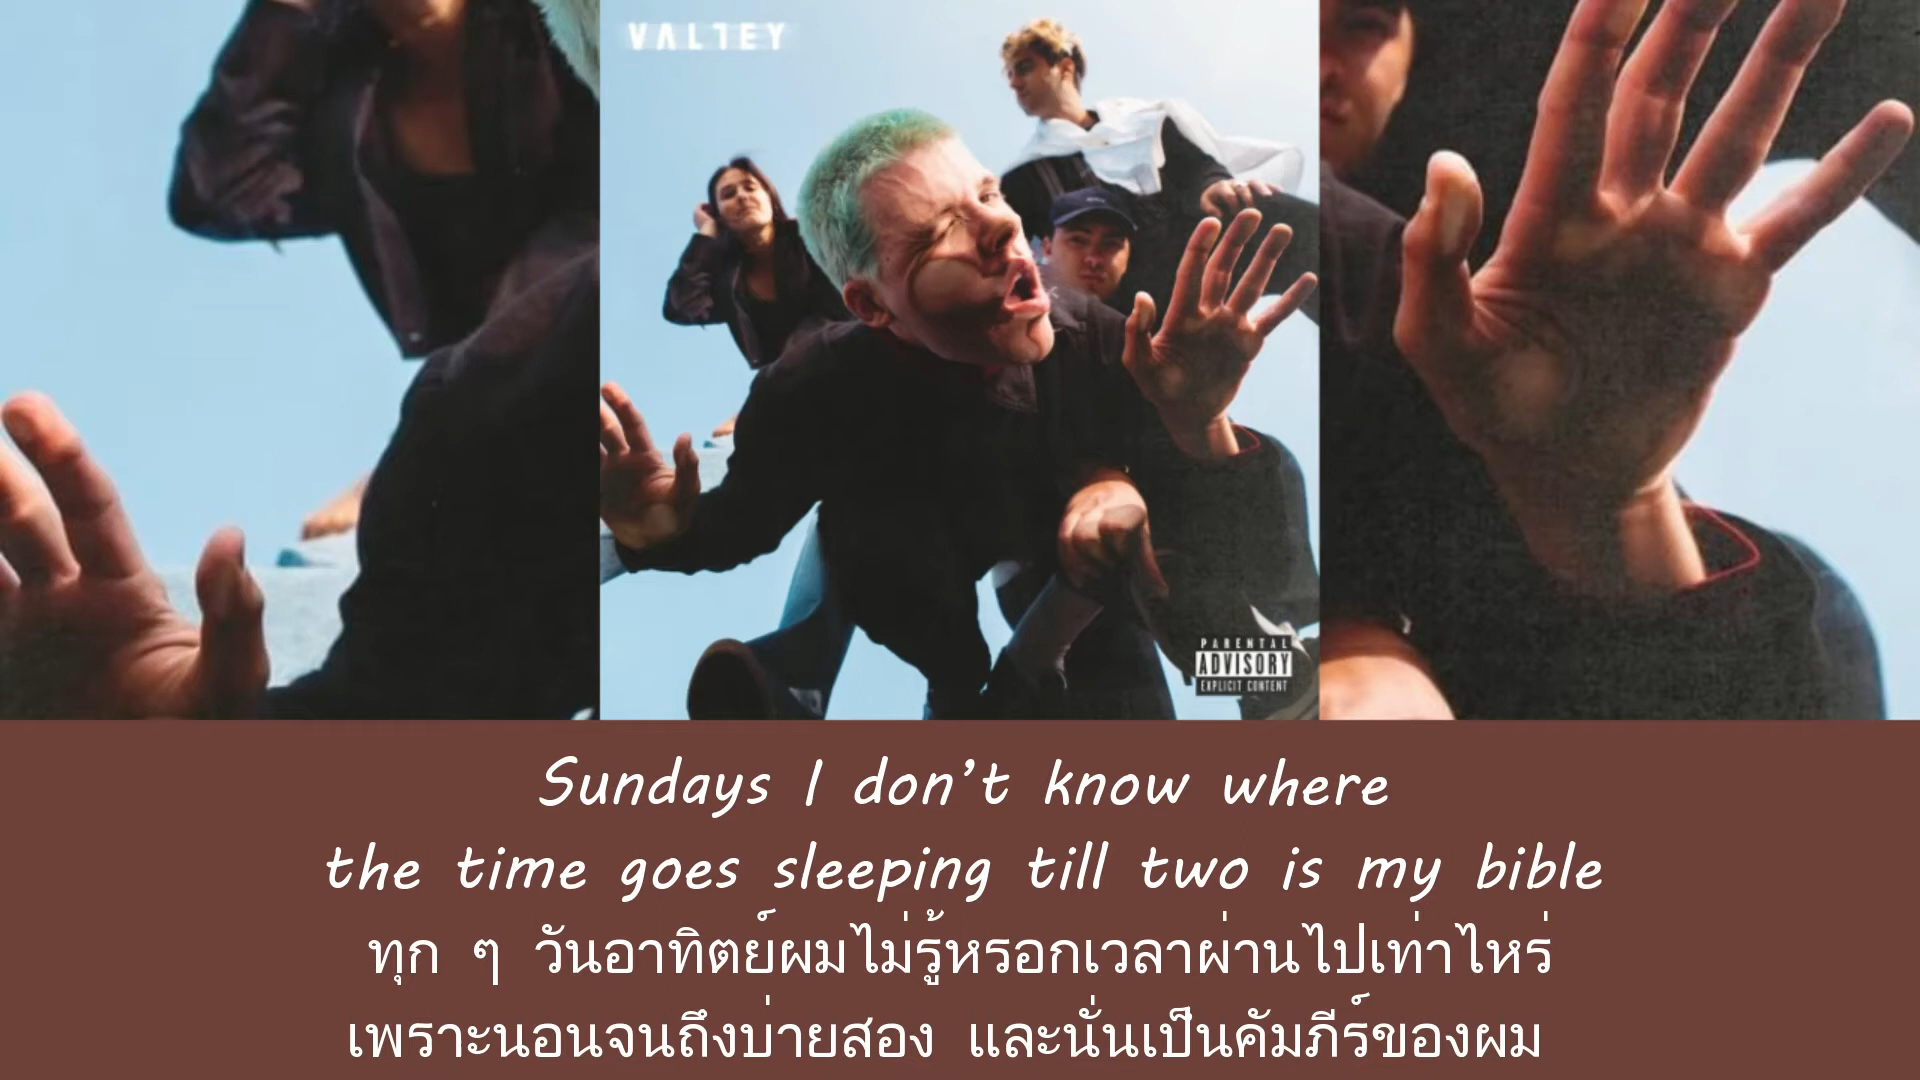 VALLEY
PARENTAL
ADVISORY
EXPLICIT CONTENT
Sundays I don't know where
the time goes sleeping till two is my bible
ทุก ๆ วันอาทิตย์ผมไม่รู้หรอกเวลาผ่านไปเท่าไหร่
เพราะนอนจนถึงบ่ายสอง และนั่นเป็นคัมภีร์ของผม